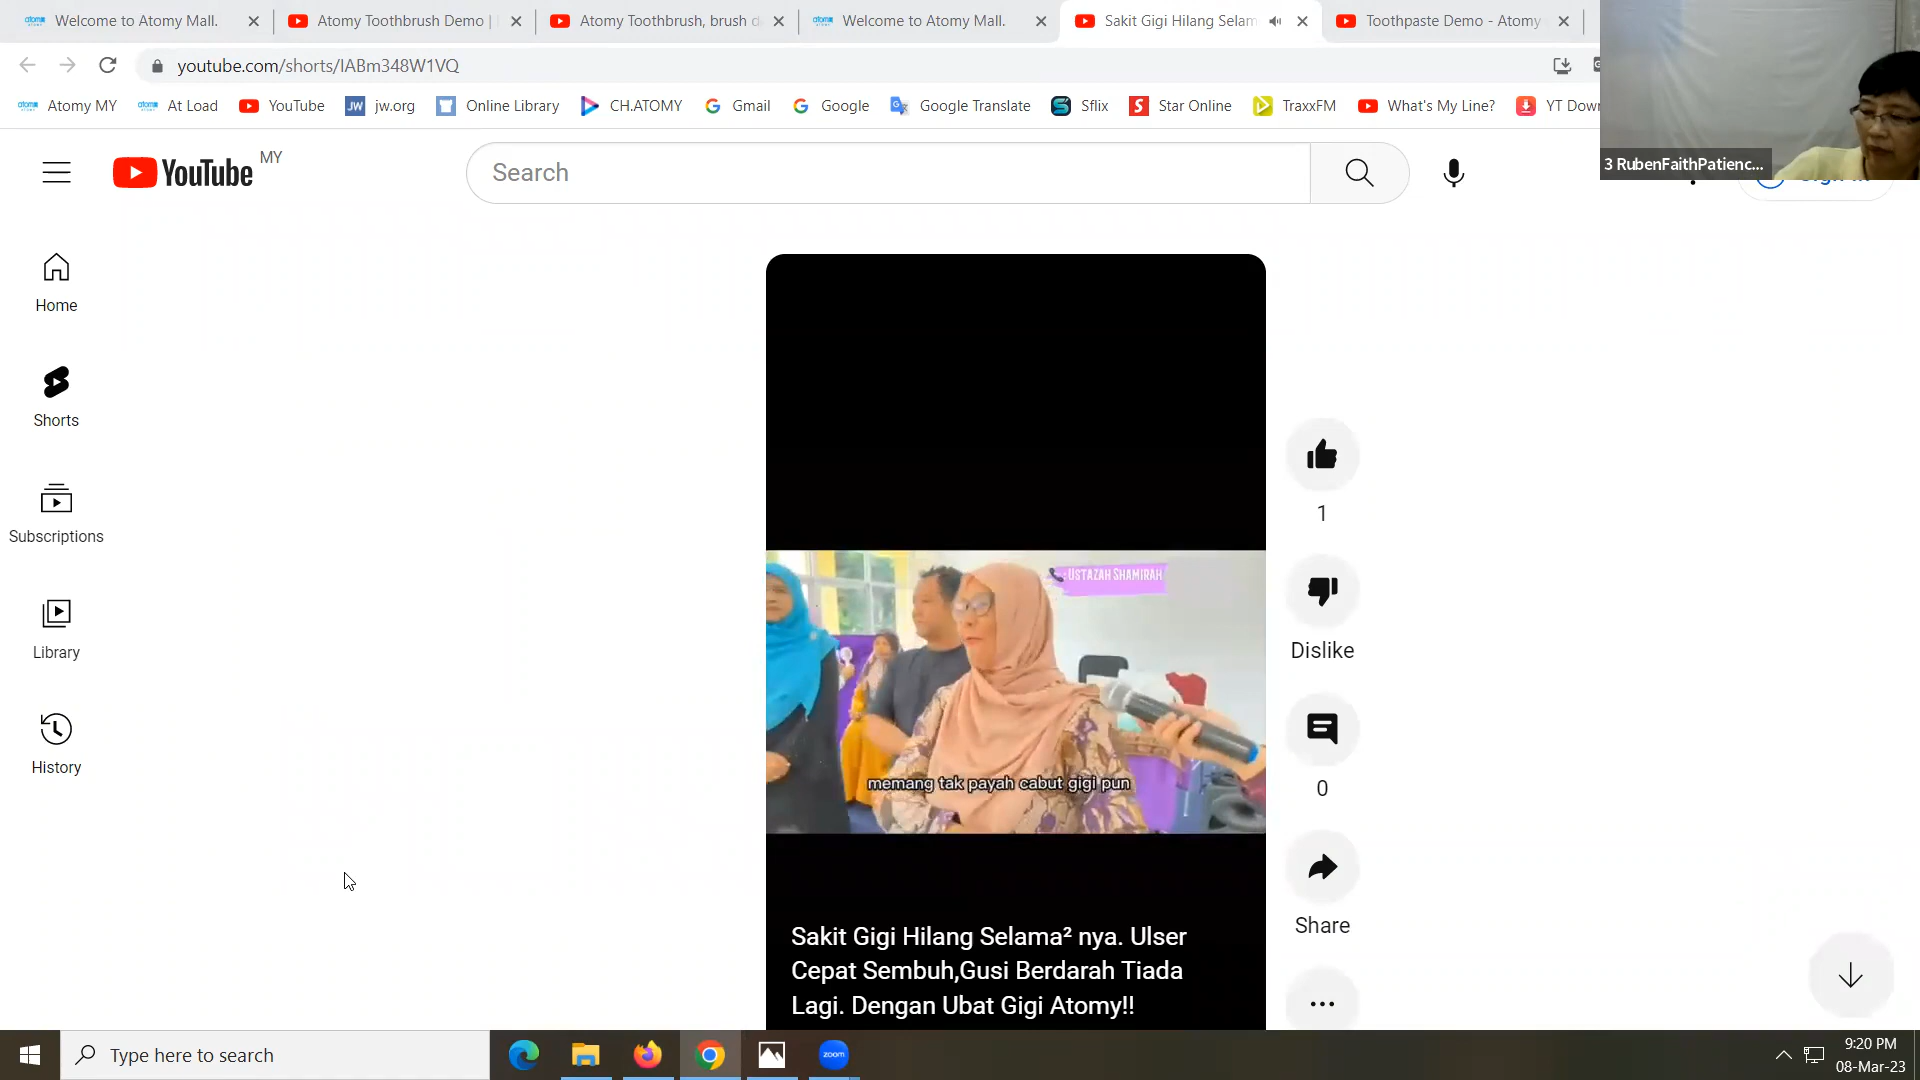 Welcome to Atomy Mall.
Atomy Toothbrush Demo |
Atomy Toothbrush, brush d
Welcome to Atomy Mall.
Sakit Gigi Hilang Selam
Toothpaste Demo - Atomy
youtube.com/shorts/IABm348W1VQ
Atomy MY
At Load
YouTube
jw.org
Online Library
CH.ATOMY
Gmail
Google
Google Translate
Sflix
Star Online
TraxxFM
What's My Line?
YT Down
3 RubenFaithPatienc...
YouTube MY
Search
Sign in
Home
Shorts
Subscriptions
Library
History
USTAZAH SHAMIRAH
memang tak payah cabut gigi pun
1
Dislike
0
Share
Sakit Gigi Hilang Selama² nya. Ulser
Cepat Sembuh,Gusi Berdarah Tiada
Lagi. Dengan Ubat Gigi Atomy!!
Type here to search
zoom
9:20 PM
08-Mar-23